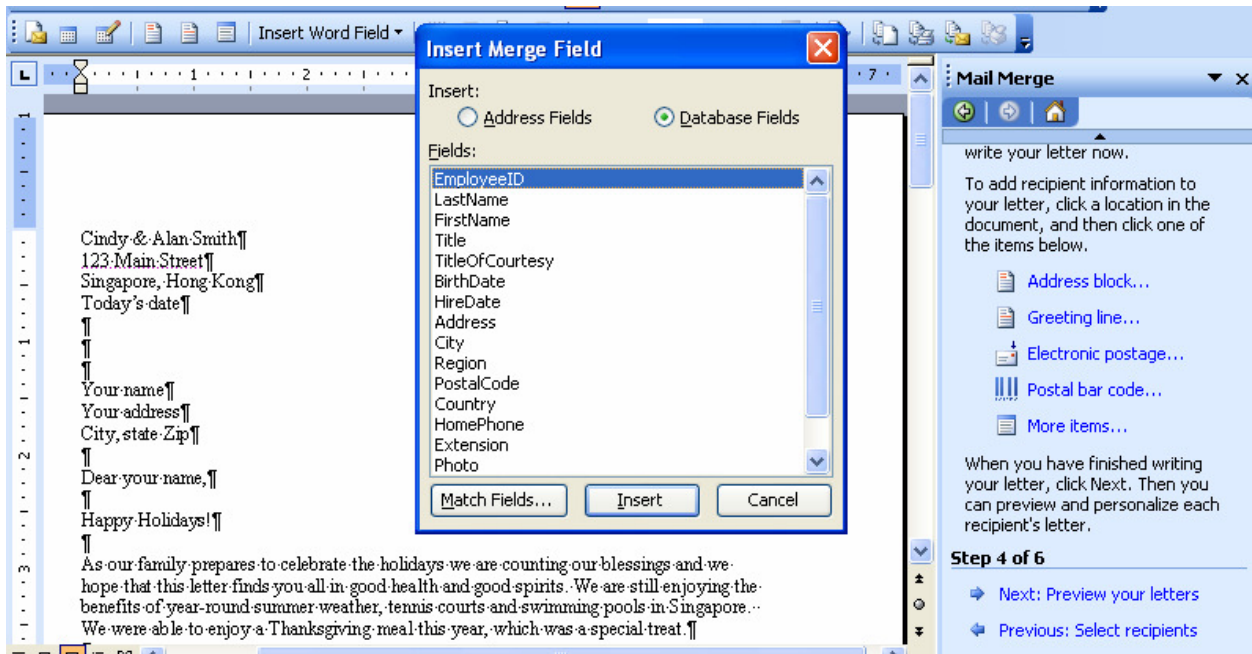 Insert Word Field
Insert Merge Field
Insert:
Address Fields
Database Fields
Fields:
EmployeeID
LastName
FirstName
Title
TitleOfCourtesy
BirthDate
HireDate
Address
City
Region
PostalCode
Country
HomePhone
Extension
Photo
Match Fields...
Insert
Cancel
L
1 2 7
1
1
2
3
Cindy & Alan Smith¶
123 Main Street¶
Singapore, Hong Kong¶
Today's date¶
¶
¶
¶
Your name¶
Your address¶
City, state Zip¶
¶
Dear your name,¶
¶
Happy Holidays!¶
¶
As our family prepares to celebrate the holidays we are counting our blessings and we
hope that this letter finds you all in good health and good spirits. We are still enjoying the
benefits of year-round summer weather, tennis courts and swimming pools in Singapore.
We were able to enjoy a Thanksgiving meal this year, which was a special treat.¶
Mail Merge
write your letter now.
To add recipient information to
your letter, click a location in the
document, and then click one of
the items below.
Address block...
Greeting line...
Electronic postage...
Postal bar code...
More items...
When you have finished writing
your letter, click Next. Then you
can preview and personalize each
recipient's letter.
Step 4 of 6
Next: Preview your letters
Previous: Select recipients